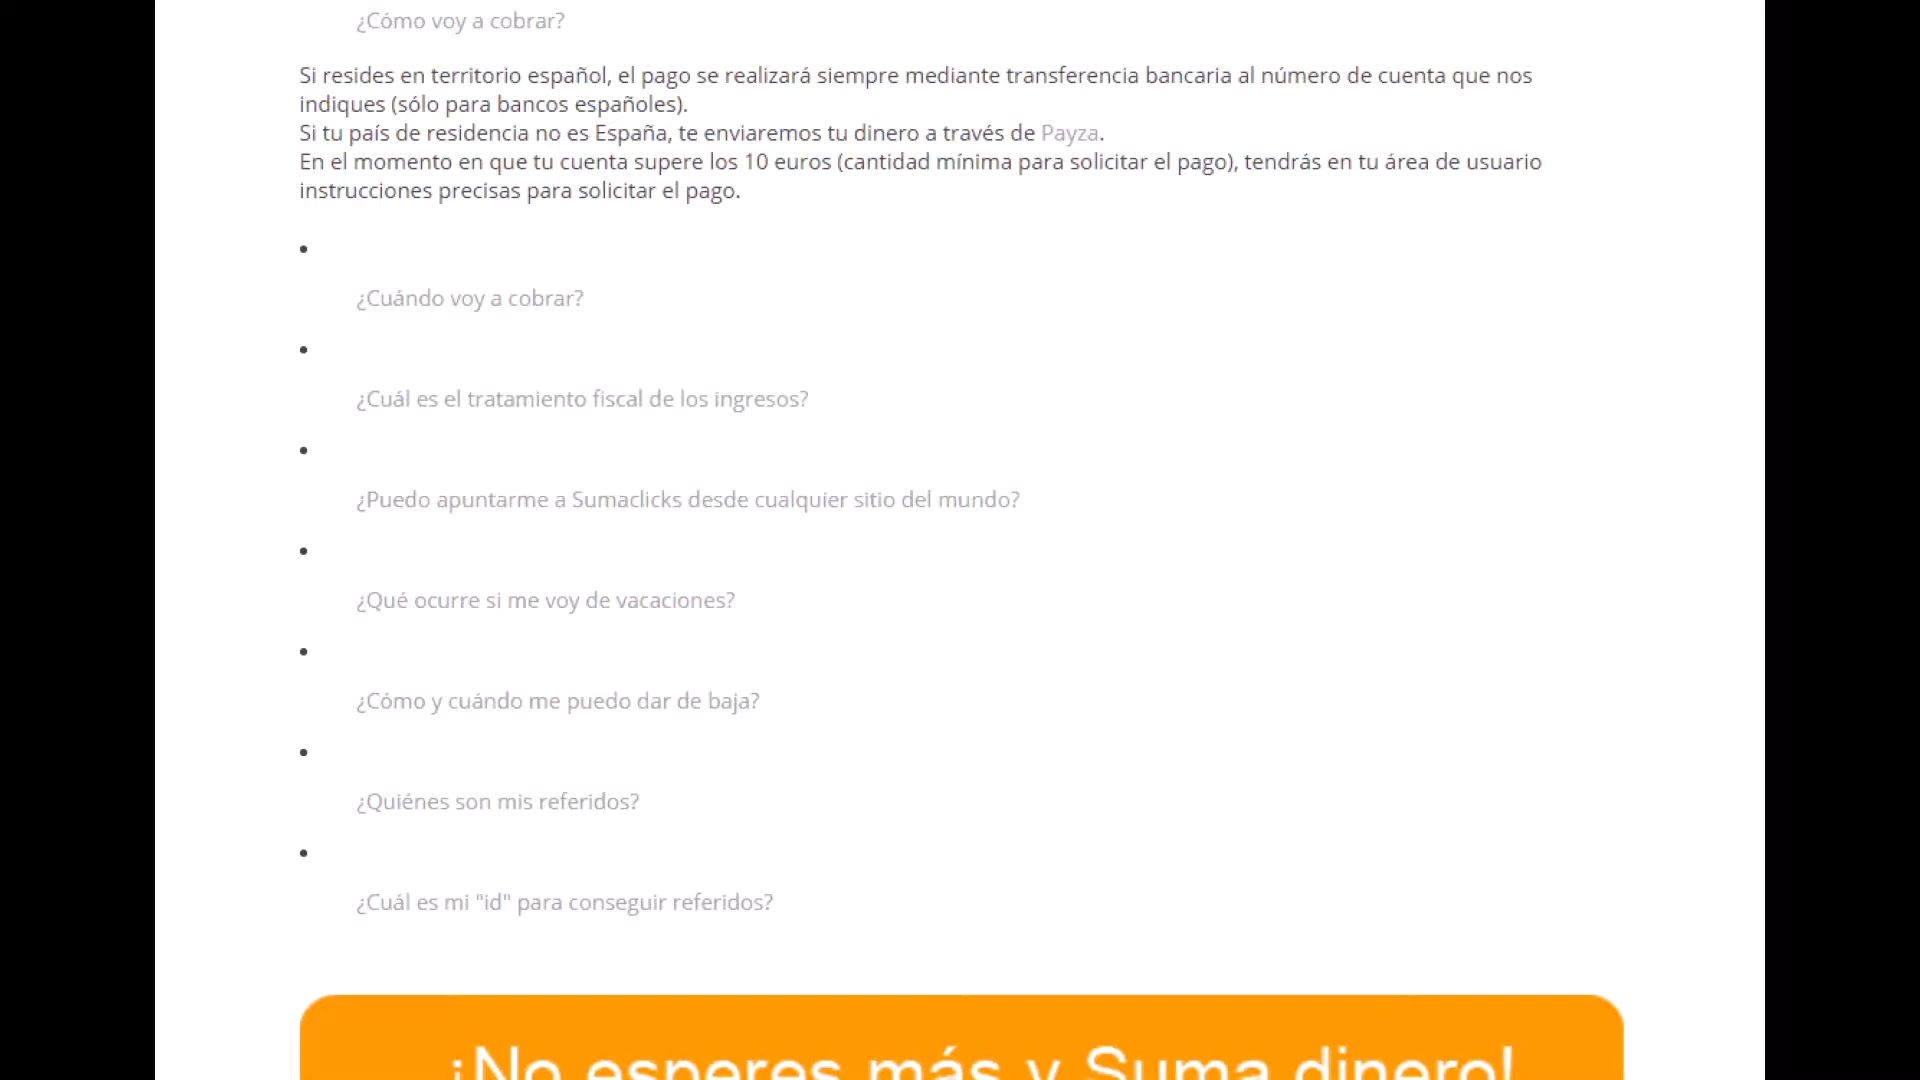 ¿Cómo voy a cobrar?
Si resides en territorio español, el pago se realizará siempre mediante transferencia bancaria al número de cuenta que nos
indiques (sólo para bancos españoles).
Si tu país de residencia no es España, te enviaremos tu dinero a través de Payza.
En el momento en que tu cuenta supere los 10 euros (cantidad mínima para solicitar el pago), tendrás en tu área de usuario
instrucciones precisas para solicitar el pago.
¿Cuándo voy a cobrar?
¿Cuál es el tratamiento fiscal de los ingresos?
¿Puedo apuntarme a Sumaclicks desde cualquier sitio del mundo?
¿Qué ocurre si me voy de vacaciones?
¿Cómo y cuándo me puedo dar de baja?
¿Quiénes son mis referidos?
¿Cuál es mi "id" para conseguir referidos?
¡No esperes más y Suma dinero!